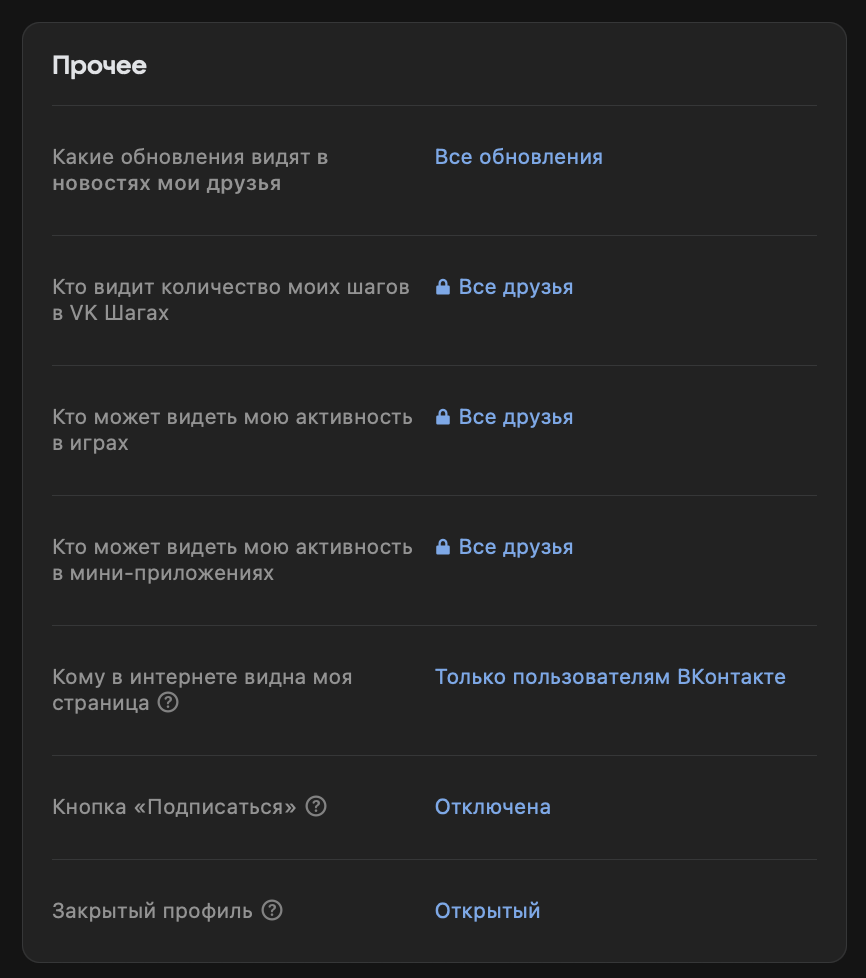 Прочее
Какие обновления видят в
новостях мои друзья
Все обновления
Кто видит количество моих шагов
в VK Шагах
Все друзья
Кто может видеть мою активность
в играх
Все друзья
Кто может видеть мою активность
в мини-приложениях
Все друзья
Кому в интернете видна моя
страница ?
Только пользователям ВКонтакте
Кнопка «Подписаться» ?
Отключена
Закрытый профиль ?
Открытый